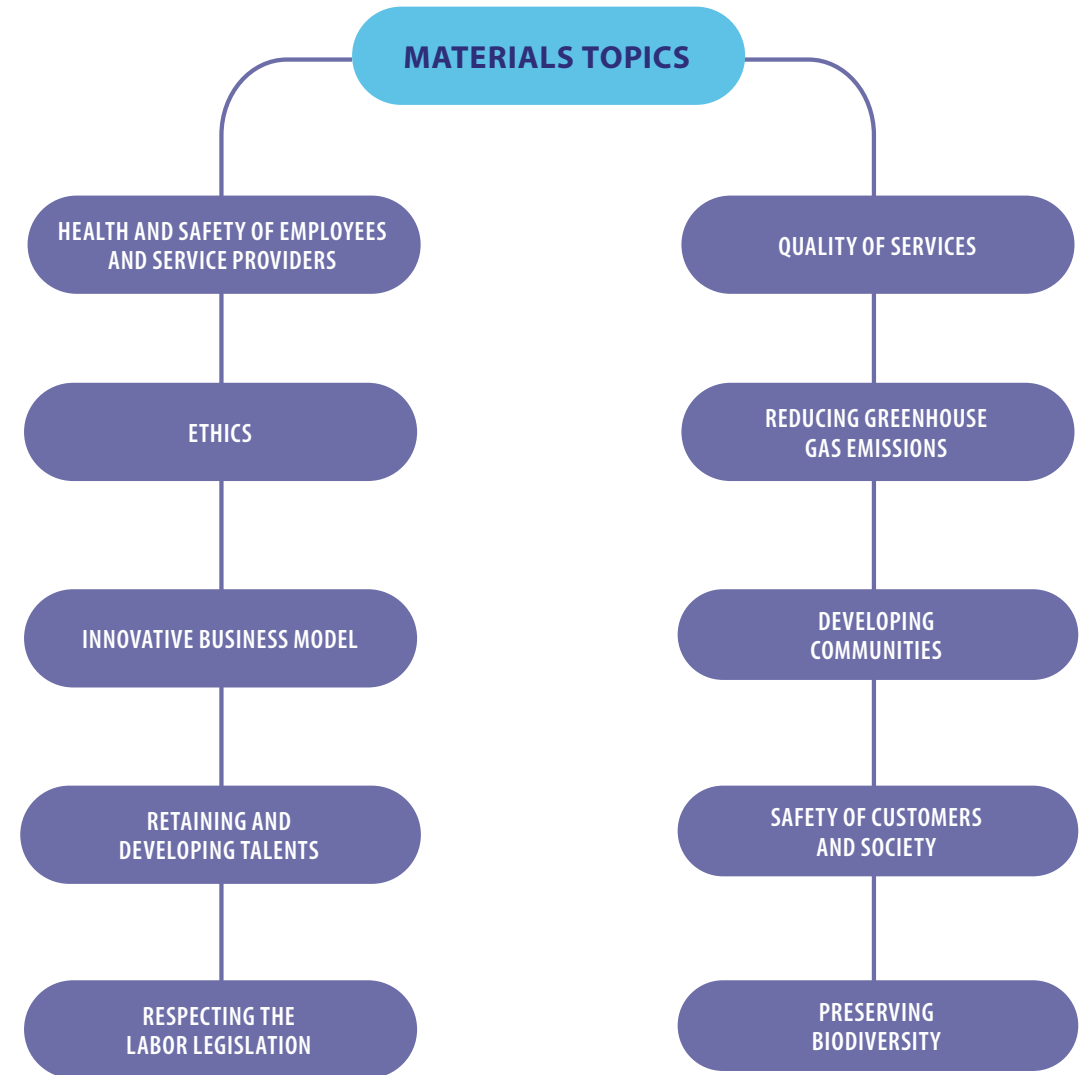 MATERIALS TOPICS
HEALTH AND SAFETY OF EMPLOYEES
AND SERVICE PROVIDERS
ETHICS
INNOVATIVE BUSINESS MODEL
RETAINING AND
DEVELOPING TALENTS
RESPECTING THE
LABOR LEGISLATION
QUALITY OF SERVICES
REDUCING GREENHOUSE
GAS EMISSIONS
DEVELOPING
COMMUNITIES
SAFETY OF CUSTOMERS
AND SOCIETY
PRESERVING
BIODIVERSITY